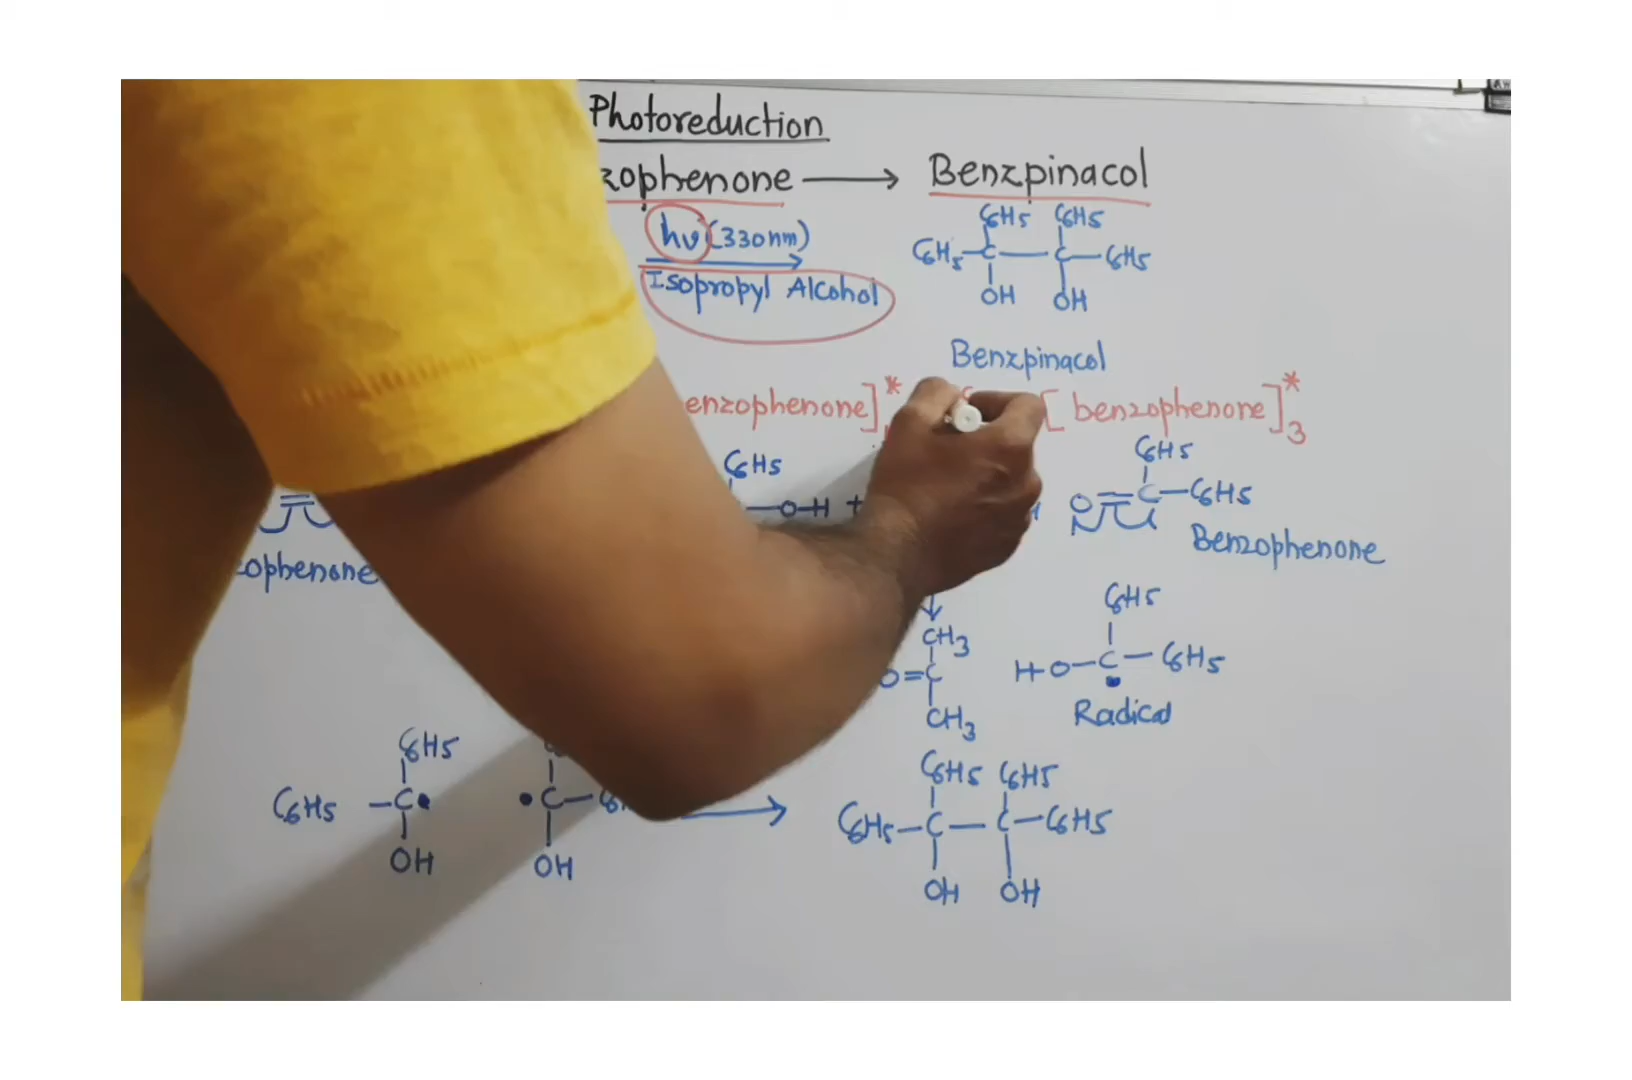 Photoreduction
zophenone → Benzpinacol
hν (330nm)
Isopropyl Alcohol
C6H5 C6H5
C6H5-C — C-C6H5
OH OH
Benzpinacol
enzophenone]* [benzophenone]*3
C6H5 C6H5
-O-H + O=C-C6H5
ophenone Benzophenone
C6H5
CH3
O=C H-O-C-C6H5
CH3 Radical
C6H5 C6H5 C6H5
C6H5 -C• •C- → C6H5-C — C-C6H5
OH OH OH OH